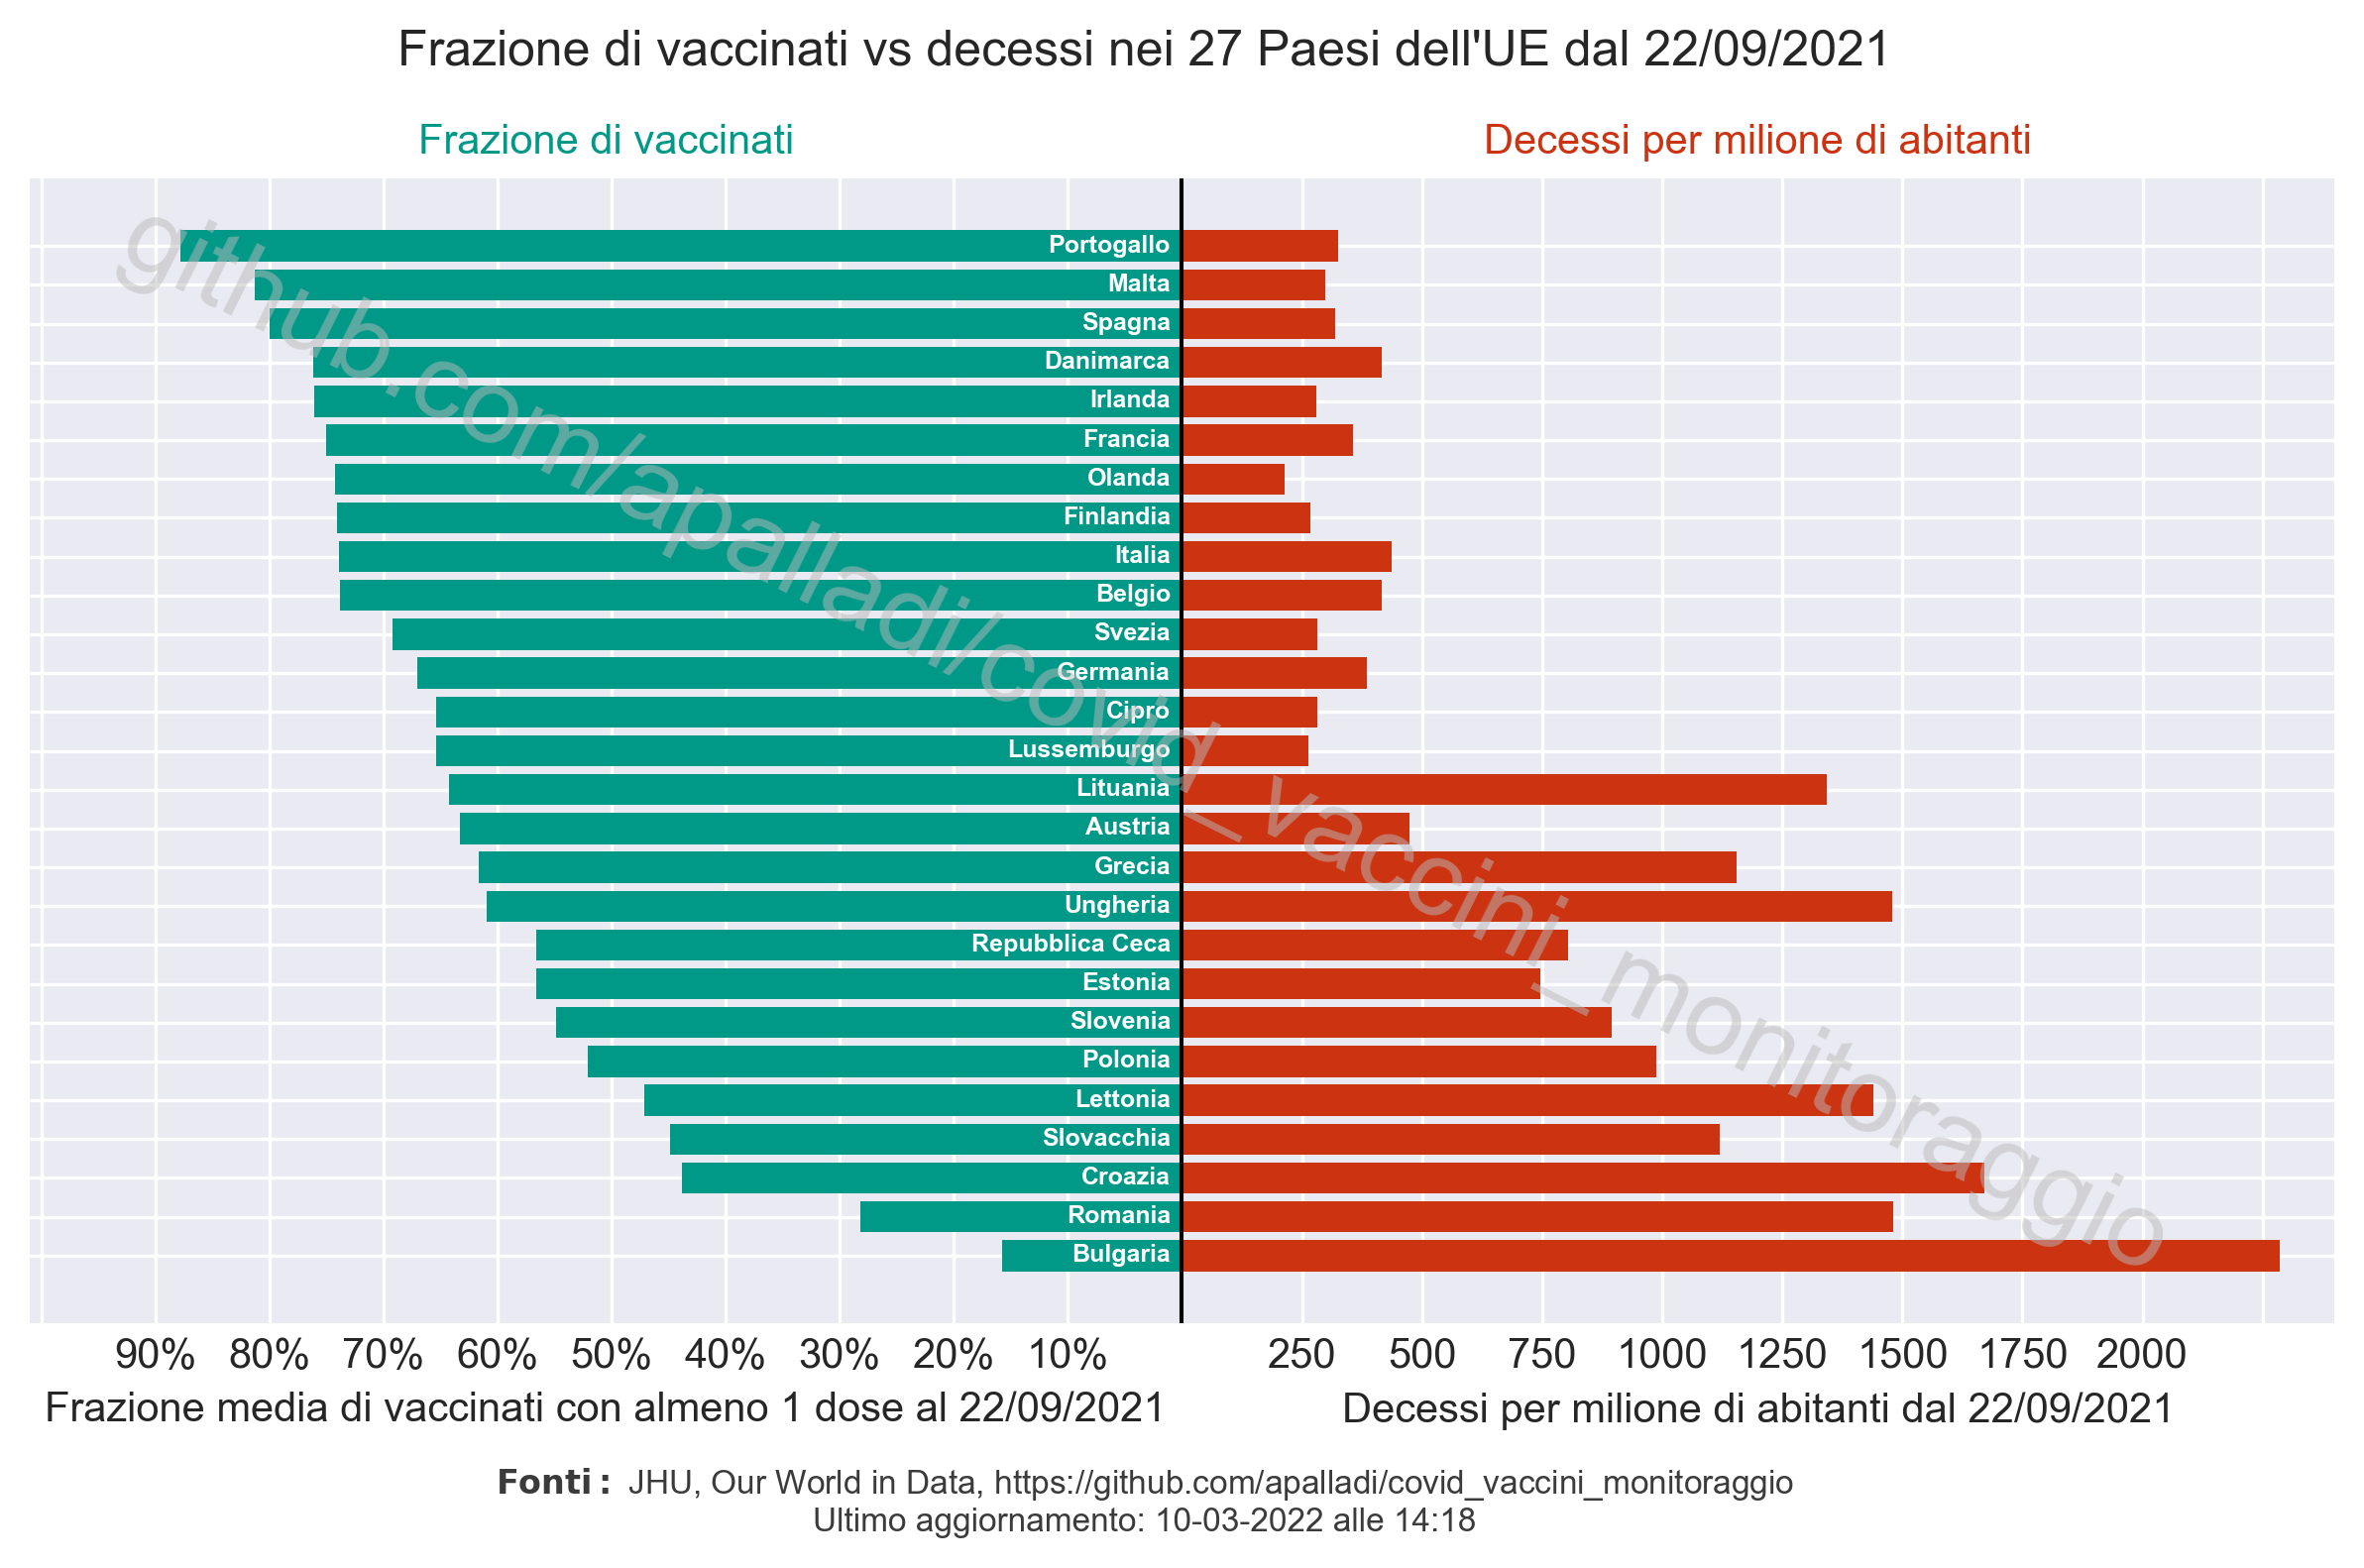 Frazione di vaccinati vs decessi nei 27 Paesi dell'UE dal 22/09/2021
Frazione di vaccinati
Decessi per milione di abitanti
github.com/apalladi/covid_vaccini_monitoraggio
Portogallo
Malta
Spagna
Danimarca
Irlanda
Francia
Olanda
Finlandia
Italia
Belgio
Svezia
Germania
Cipro
Lussemburgo
Lituania
Austria
Grecia
Ungheria
Repubblica Ceca
Estonia
Slovenia
Polonia
Lettonia
Slovacchia
Croazia
Romania
Bulgaria
90% 80% 70% 60% 50% 40% 30% 20% 10%
250 500 750 1000 1250 1500 1750 2000
Frazione media di vaccinati con almeno 1 dose al 22/09/2021
Decessi per milione di abitanti dal 22/09/2021
Fonti: JHU, Our World in Data, https://github.com/apalladi/covid_vaccini_monitoraggio
Ultimo aggiornamento: 10-03-2022 alle 14:18